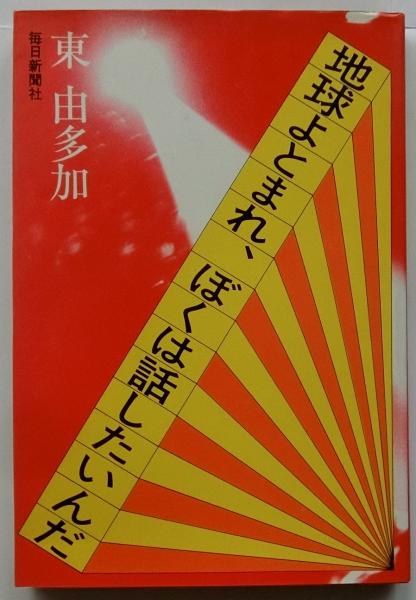 地球よとまれ、ぼくは話したいんだ
東 由多加
毎日新聞社